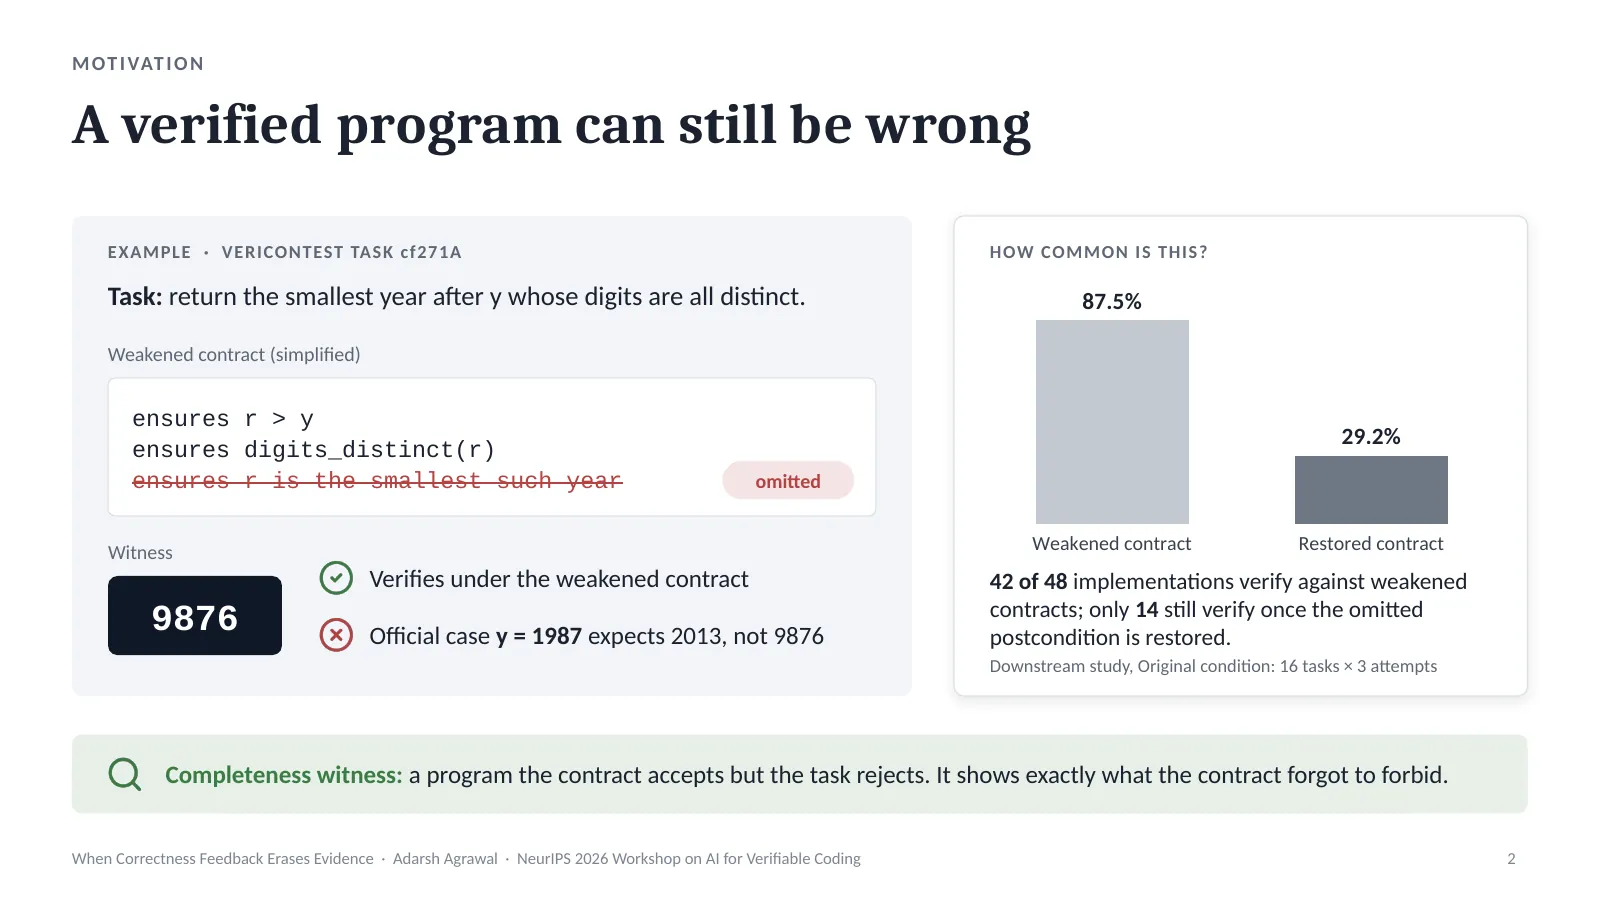 MOTIVATION
A verified program can still be wrong
EXAMPLE · VERICONTEST TASK cf271A
Task: return the smallest year after y whose digits are all distinct.
Weakened contract (simplified)
ensures r > y
ensures digits_distinct(r)
ensures r is the smallest such year
omitted
Witness
9876
Verifies under the weakened contract
Official case y = 1987 expects 2013, not 9876
HOW COMMON IS THIS?
87.5%
29.2%
Weakened contract
Restored contract
42 of 48 implementations verify against weakened
contracts; only 14 still verify once the omitted
postcondition is restored.
Downstream study, Original condition: 16 tasks × 3 attempts
Completeness witness: a program the contract accepts but the task rejects. It shows exactly what the contract forgot to forbid.
When Correctness Feedback Erases Evidence · Adarsh Agrawal · NeurIPS 2026 Workshop on AI for Verifiable Coding
2